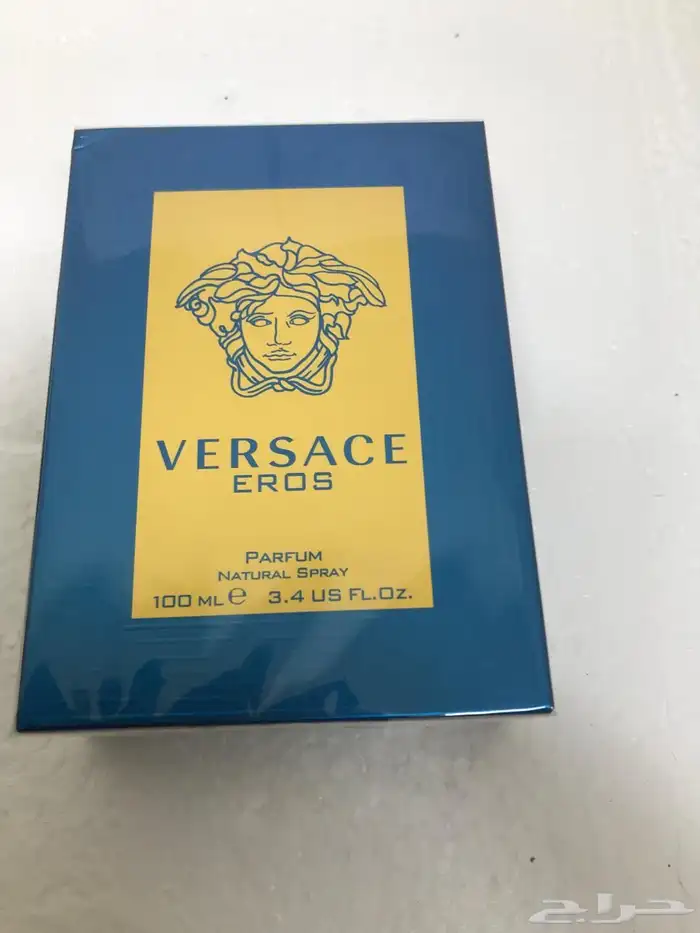 VERSACE
EROS
PARFUM
NATURAL SPRAY
100 ML e 3.4 US FL.OZ.
حراج